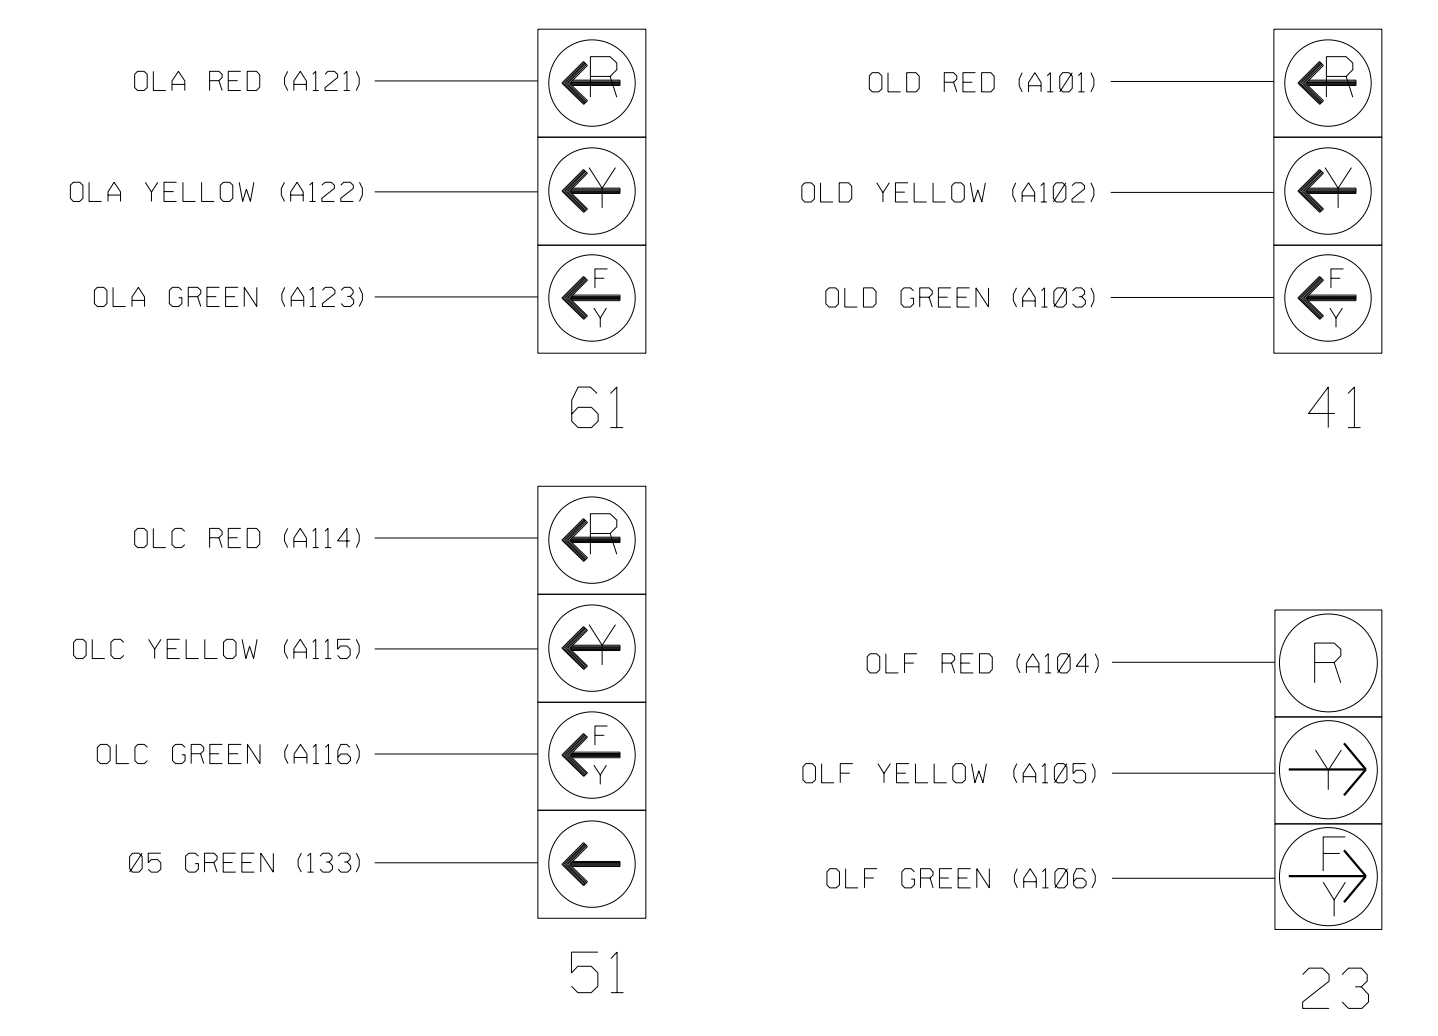 OLA RED (A121)
R
OLA YELLOW (A122)
Y
OLA GREEN (A123)
F
Y
61
OLD RED (A1Ø1)
R
OLD YELLOW (A1Ø2)
Y
OLD GREEN (A1Ø3)
F
Y
41
OLC RED (A114)
R
OLC YELLOW (A115)
Y
OLC GREEN (A116)
F
Y
Ø5 GREEN (133)
51
OLF RED (A1Ø4)
R
OLF YELLOW (A1Ø5)
Y
OLF GREEN (A1Ø6)
F
Y
23